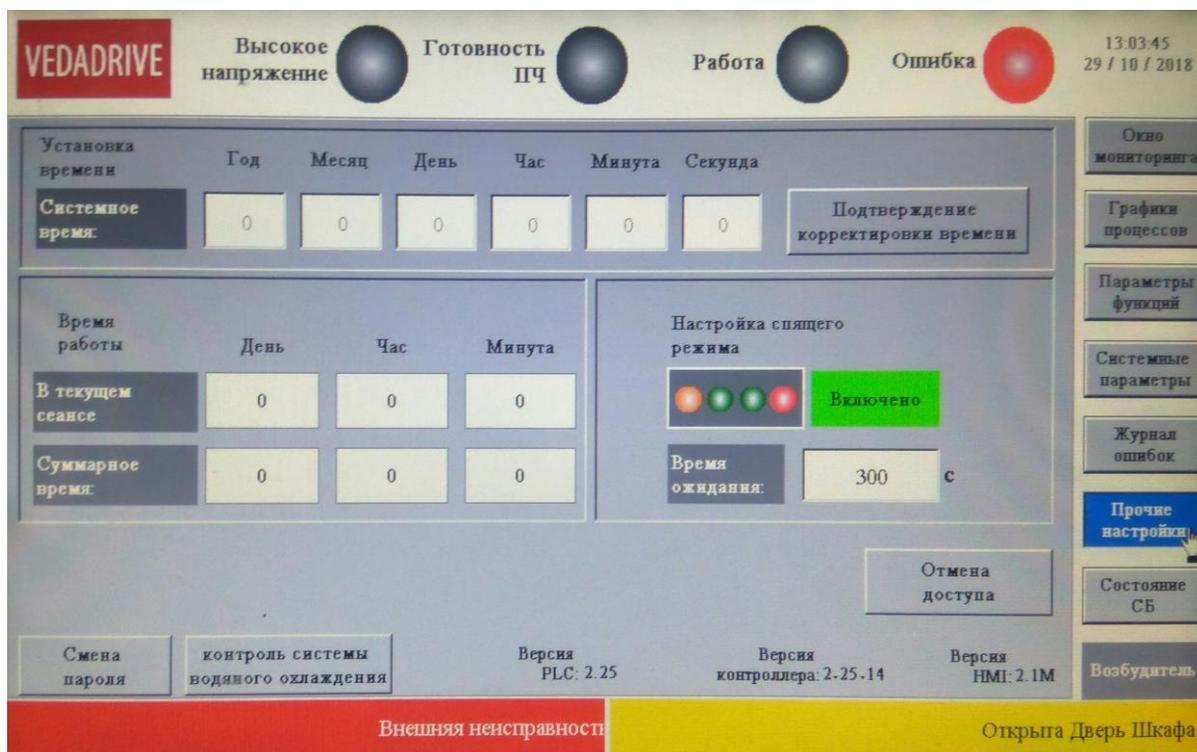 VEDADRIVE
Высокое
напряжение
Готовность
ПЧ
Работа
Ошибка
13:03:45
29 / 10 / 2018
Установка
времени
Год
Месяц
День
Час
Минута
Секунда
Системное
время:
0
0
0
0
0
0
Подтверждение
корректировки времени
Время
работы
День
Час
Минута
В текущем
сеансе
0
0
0
Суммарное
время:
0
0
0
Настройка спящего
режима
Включено
Время
ожидания:
300
с
Отмена
доступа
Смена
пароля
контроль системы
водяного охлаждения
Версия
PLC: 2.25
Версия
контроллера: 2-25-14
Версия
HMI: 2.1M
Окно
мониторинга
Графики
процессов
Параметры
функций
Системные
параметры
Журнал
ошибок
Прочие
настройки
Состояние
СБ
Возбудитель
Внешняя неисправность
Открыта Дверь Шкафа